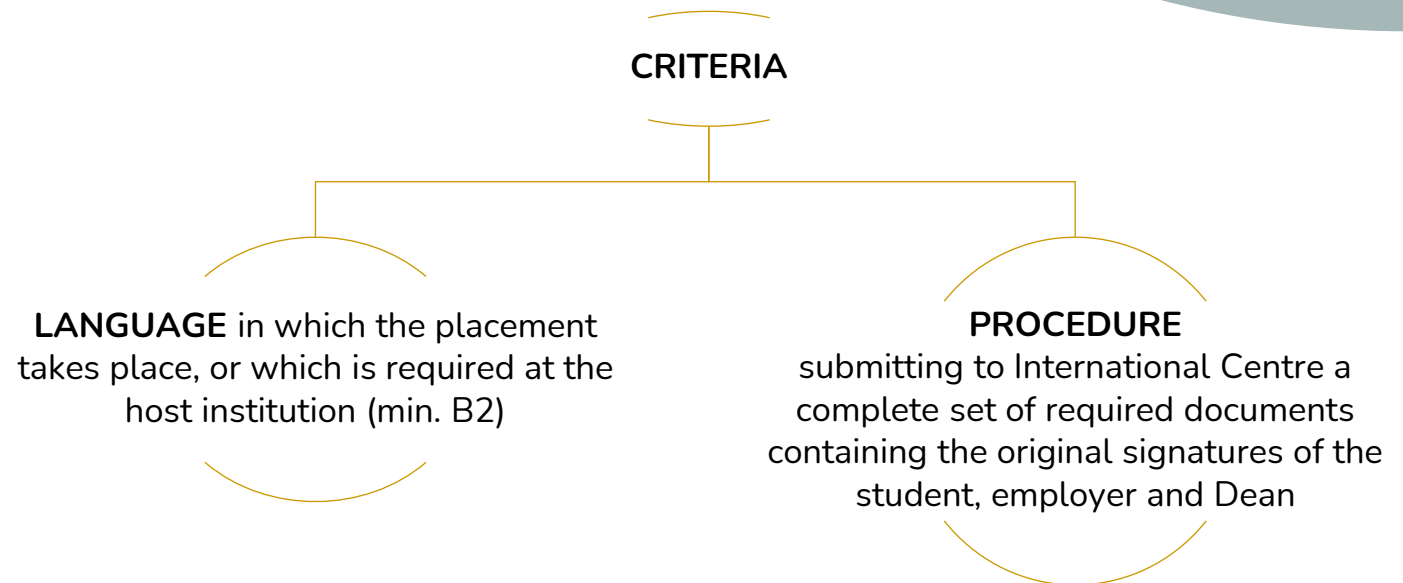 CRITERIA
LANGUAGE in which the placement
takes place, or which is required at the
host institution (min. B2)
PROCEDURE
submitting to International Centre a
complete set of required documents
containing the original signatures of the
student, employer and Dean